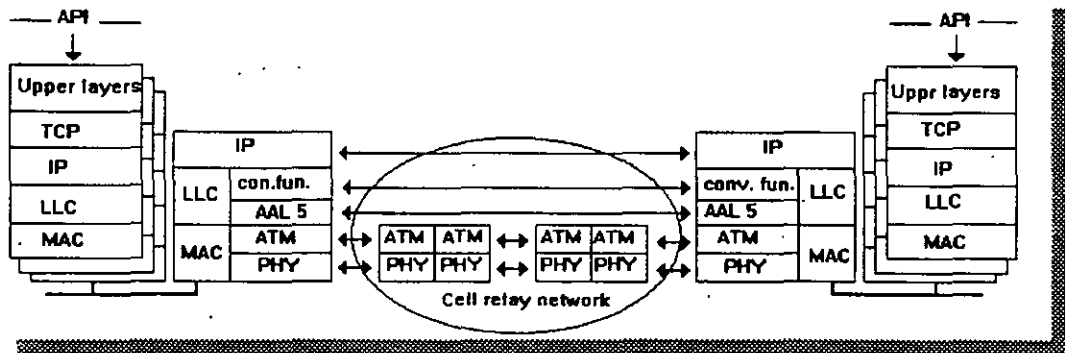 API
Upper layers
TCP
IP
LLC
MAC
IP
LLC
con.fun.
AAL 5
MAC
ATM
PHY
ATM ATM
PHY PHY
ATM ATM
PHY PHY
Cell relay network
IP
conv. fun.
LLC
AAL 5
ATM
MAC
PHY
API
Uppr layers
TCP
IP
LLC
MAC